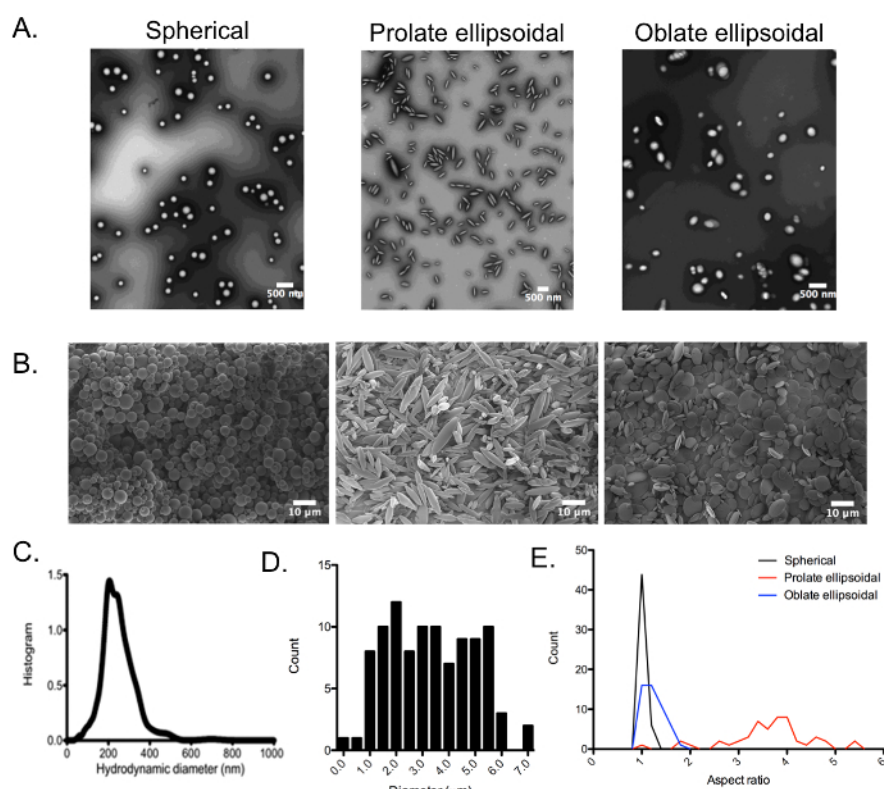 A.
Spherical
Prolate ellipsoidal
Oblate ellipsoidal
500 nm
500 nm
500 nm
B.
10 µm
10 µm
10 µm
C.
Histogram
1.5
1.0
0.5
0.0
0
200
400
600
800
1000
Hydrodynamic diameter (nm)
D.
Count
15
10
5
0
0.0
1.0
2.0
3.0
4.0
5.0
6.0
7.0
E.
Count
50
40
30
20
10
0
0
1
2
3
4
5
6
Aspect ratio
Spherical
Prolate ellipsoidal
Oblate ellipsoidal